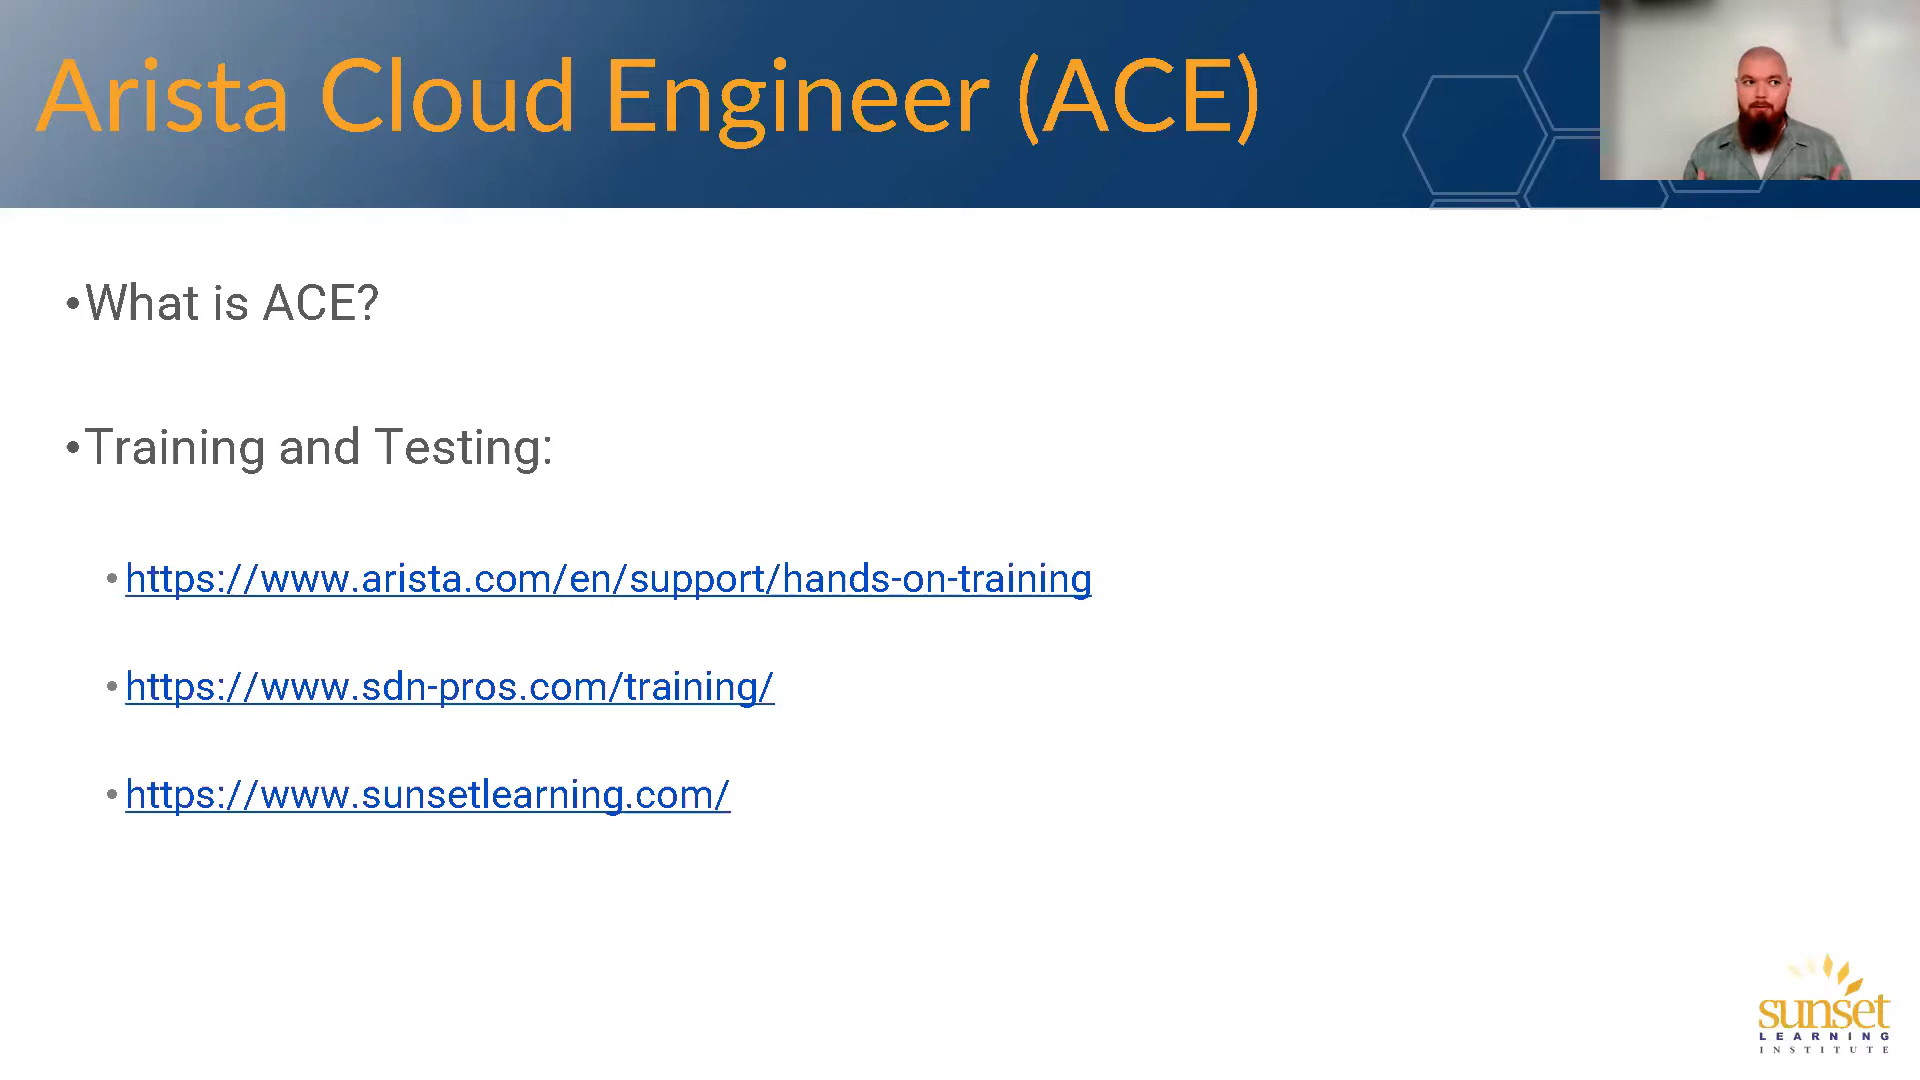 Arista Cloud Engineer (ACE)
•What is ACE?
•Training and Testing:
•https://www.arista.com/en/support/hands-on-training
•https://www.sdn-pros.com/training/
•https://www.sunsetlearning.com/
sunset
LEARNING
INSTITUTE